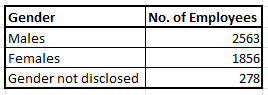 Gender No. of Employees
Males 2563
Females 1856
Gender not disclosed 278